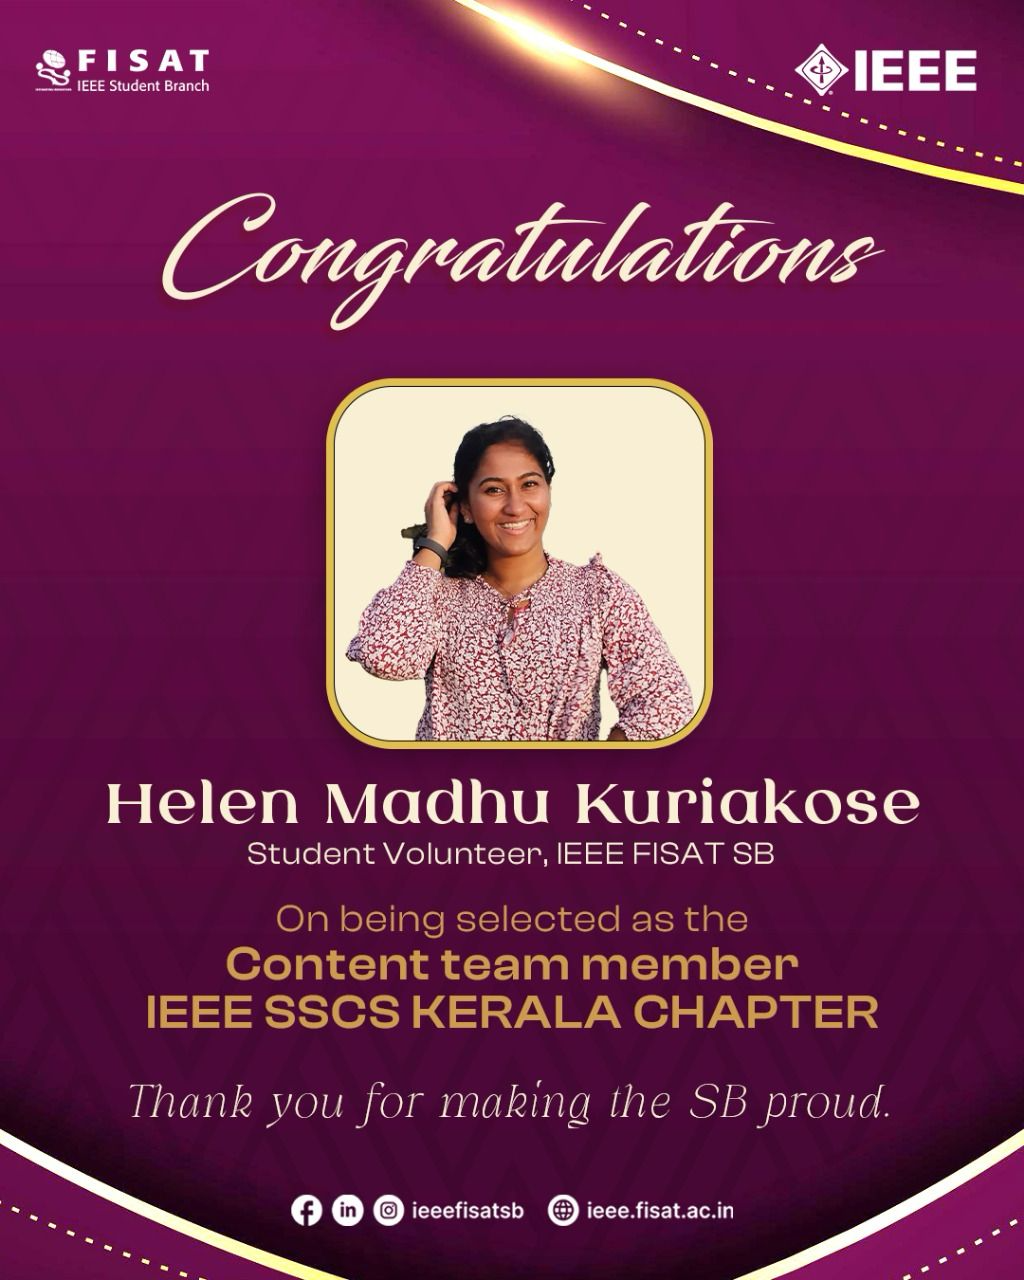 FISAT
IEEE Student Branch
IEEE
Congratulations
Helen Madhu Kuriakose
Student Volunteer, IEEE FISAT SB
On being selected as the
Content team member
IEEE SSCS KERALA CHAPTER
Thank you for making the SB proud.
ieeefisatsb ieee.fisat.ac.in